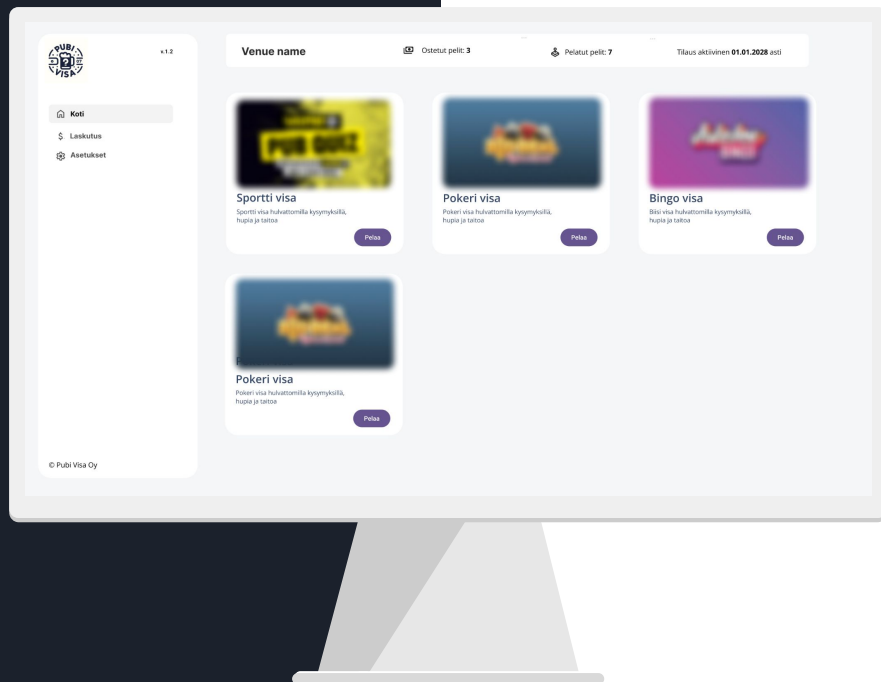 PUBI
VISA
v.1.2
Koti
Laskutus
Asetukset
© Pubi Visa Oy
Venue name
Ostetut pelit: 3
Pelatut pelit: 7
Tilaus aktiivinen 01.01.2028 asti
PUB QUIZ
Sportti visa
Sportti visa hulvattomilla kysymyksillä,
hupia ja taitoa
Pelaa
Pokeri visa
Pokeri visa hulvattomilla kysymyksillä,
hupia ja taitoa
Pelaa
Bingo visa
Biisi visa hulvattomilla kysymyksillä,
hupia ja taitoa
Pelaa
Pokeri visa
Pokeri visa hulvattomilla kysymyksillä,
hupia ja taitoa
Pelaa